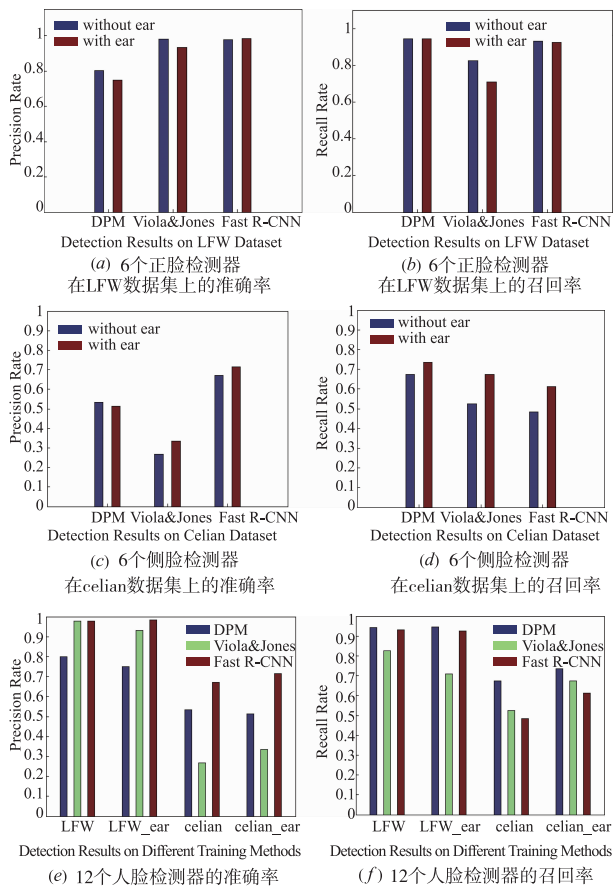 without ear
with ear
1
0.8
0.6
0.4
0.2
0
Precision Rate
DPM Viola&Jones Fast R-CNN
Detection Results on LFW Dataset
(a) 6个正脸检测器
在LFW数据集上的准确率
without ear
with ear
1
0.8
0.6
0.4
0.2
0
Recall Rate
DPM Viola&Jones Fast R-CNN
Detection Results on LFW Dataset
(b) 6个正脸检测器
在LFW数据集上的召回率
without ear
with ear
1
0.9
0.8
0.7
0.6
0.5
0.4
0.3
0.2
0.1
0
Precision Rate
DPM Viola&Jones Fast R-CNN
Detection Results on Celian Dataset
(c) 6个侧脸检测器
在celian数据集上的准确率
without ear
with ear
1
0.9
0.8
0.7
0.6
0.5
0.4
0.3
0.2
0.1
0
Recall Rate
DPM Viola&Jones Fast R-CNN
Detection Results on Celian Dataset
(d) 6个侧脸检测器
在celian数据集上的召回率
DPM
Viola&Jones
Fast R-CNN
1
0.9
0.8
0.7
0.6
0.5
0.4
0.3
0.2
0.1
0
Precision Rate
LFW LFW_ear celian celian_ear
Detection Results on Different Training Methods
(e) 12个人脸检测器的准确率
DPM
Viola&Jones
Fast R-CNN
1
0.9
0.8
0.7
0.6
0.5
0.4
0.3
0.2
0.1
0
Recall Rate
LFW LFW_ear celian celian_ear
Detection Results on Different Training Methods
(f) 12个人脸检测器的召回率